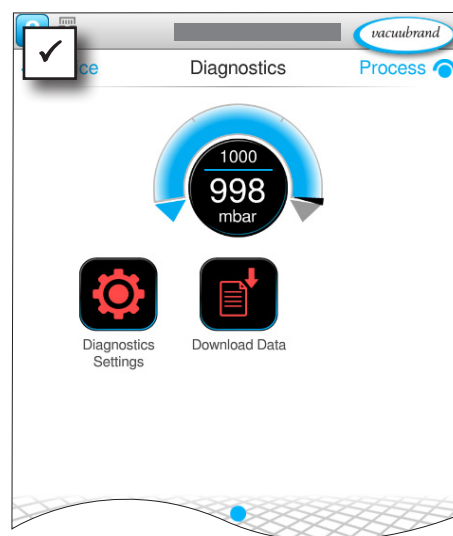 vacuubrand
ce
Diagnostics
Process
1000
998
mbar
Diagnostics
Settings
Download Data